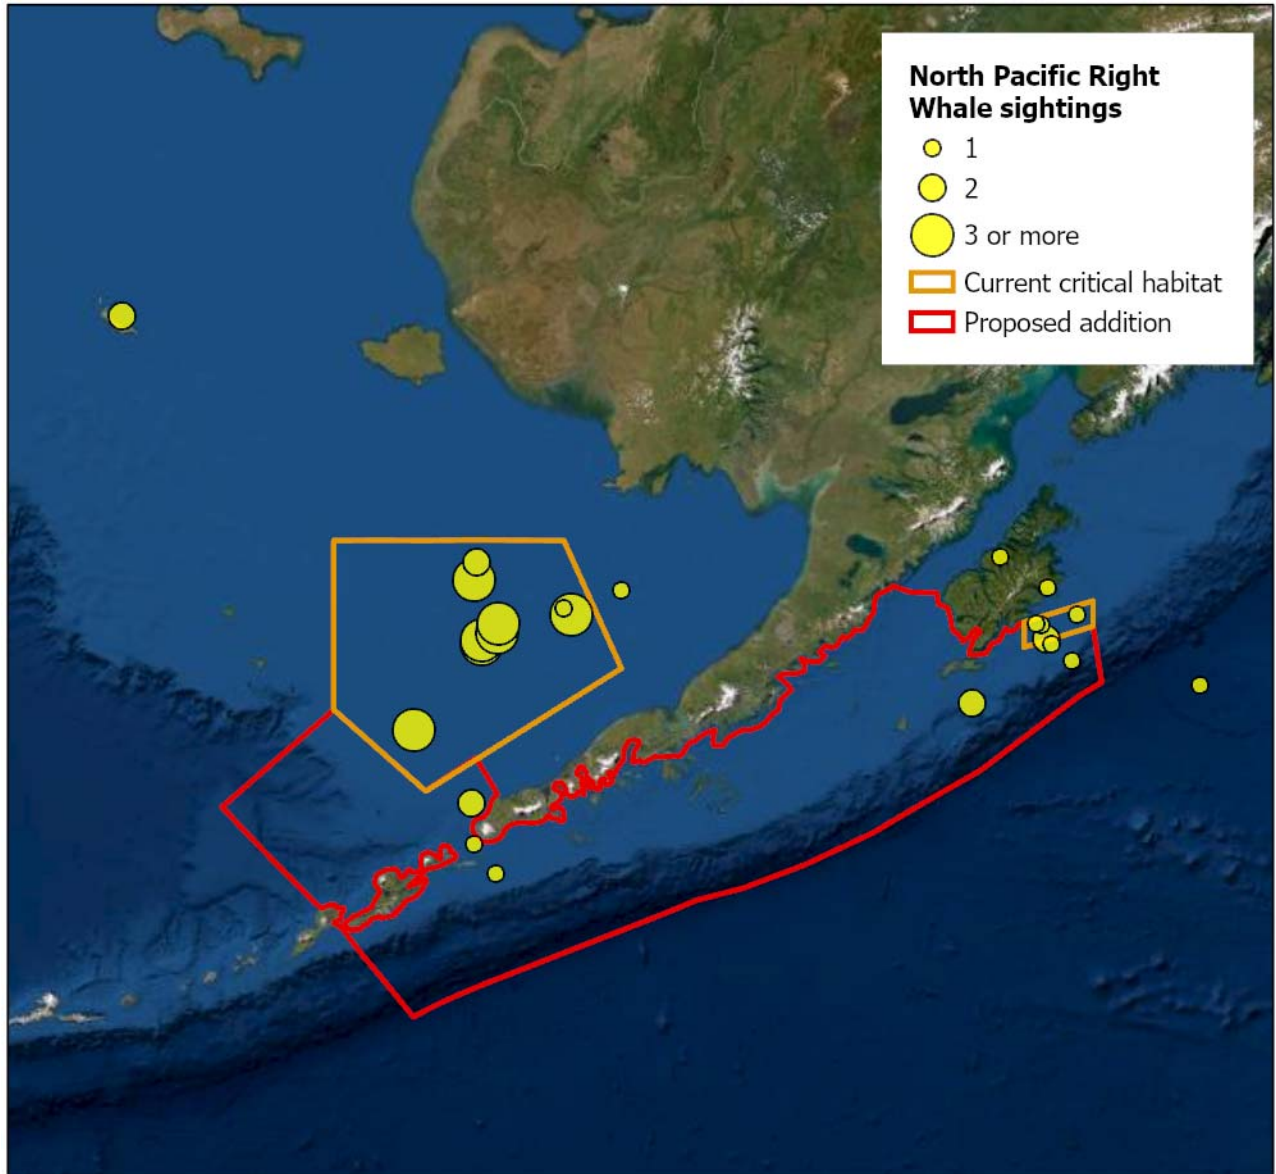 North Pacific Right
Whale sightings
1
2
3 or more
Current critical habitat
Proposed addition